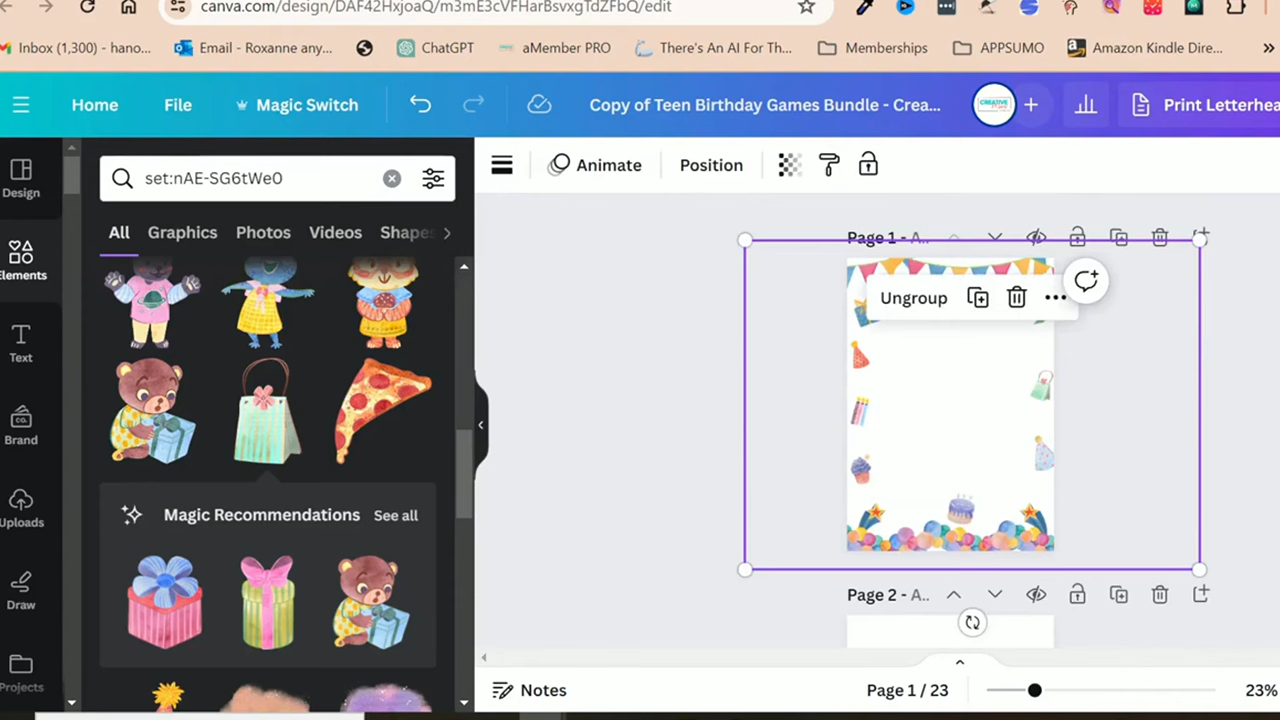 canva.com/design/DAF42HxjoaQ/m3mE3cVFHarBsvxgTdZFbQ/edit
Inbox (1,300) - hano...
Email - Roxanne any...
ChatGPT
aMember PRO
There's An AI For Th...
Memberships
APPSUMO
Amazon Kindle Dire...
»
Home
File
Magic Switch
Copy of Teen Birthday Games Bundle - Crea...
CREATIVE
+
Print Letterhea
Design
Elements
Text
Brand
Uploads
Draw
Projects
set:nAE-SG6tWe0
All
Graphics
Photos
Videos
Shapes
Magic Recommendations
See all
Animate
Position
Page 1 - A..
Ungroup
Page 2 - A..
Notes
Page 1 / 23
23%